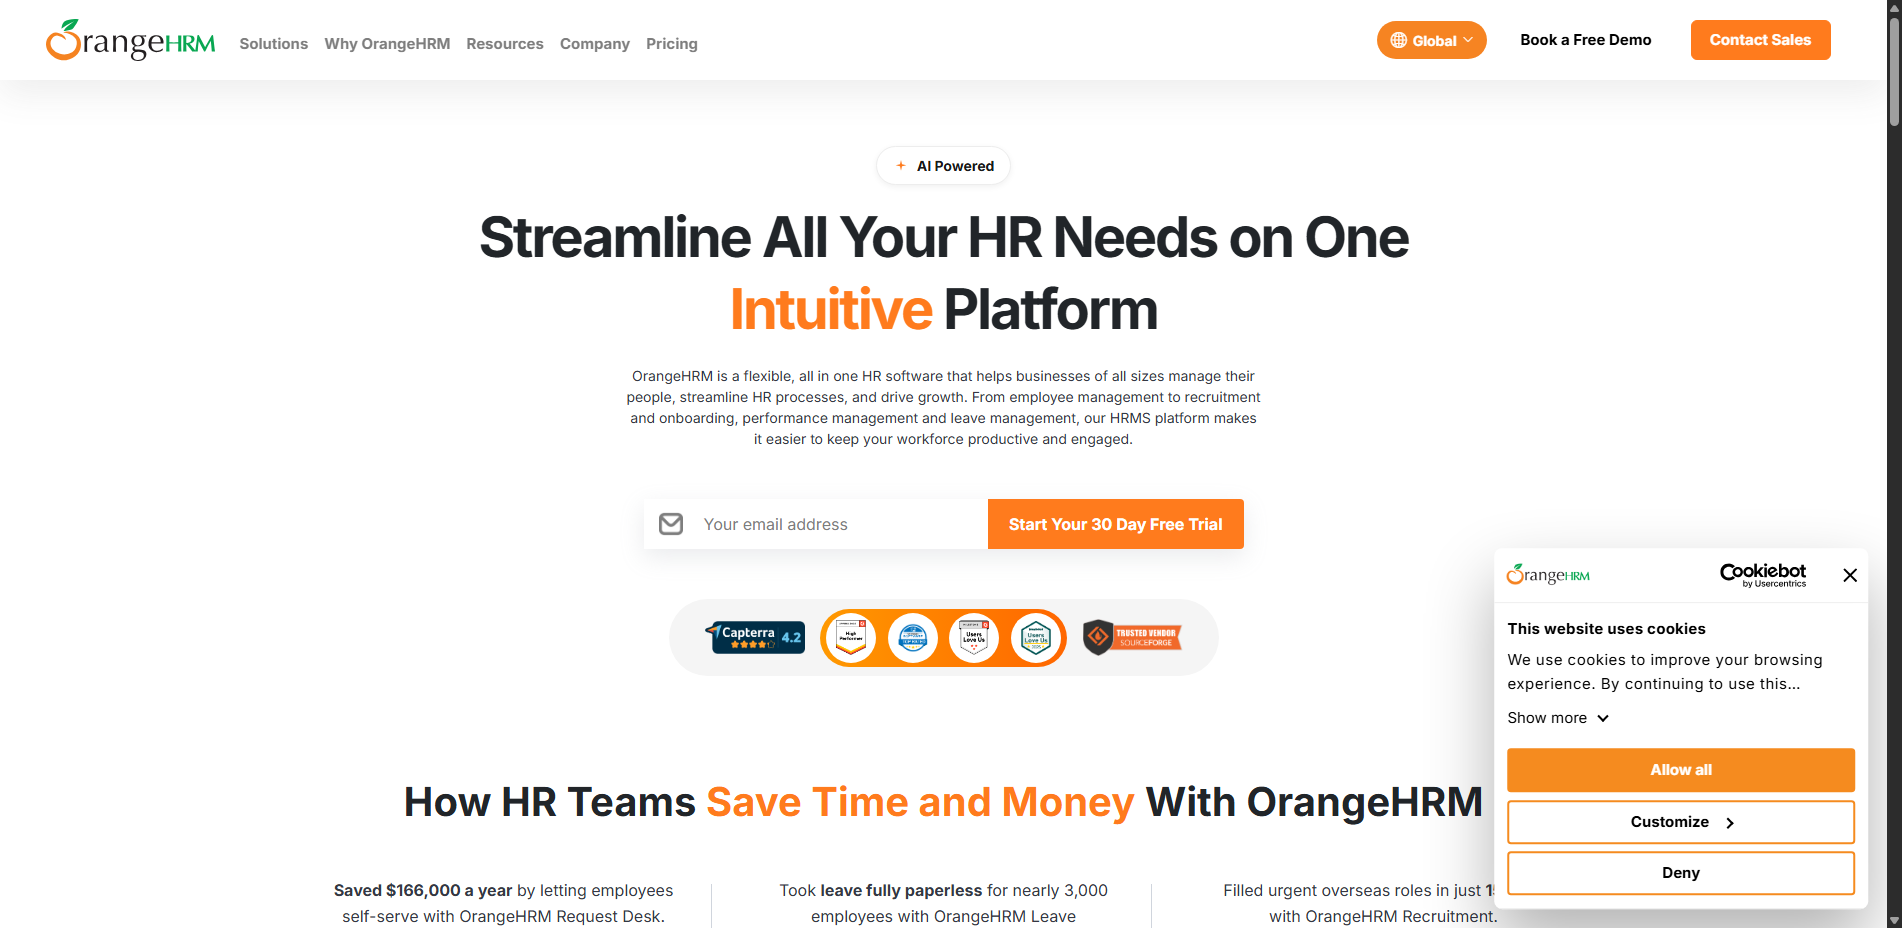 OrangeHRM
Solutions
Why OrangeHRM
Resources
Company
Pricing
Global
Book a Free Demo
Contact Sales
AI Powered
Streamline All Your HR Needs on One
Intuitive Platform
OrangeHRM is a flexible, all in one HR software that helps businesses of all sizes manage their
people, streamline HR processes, and drive growth. From employee management to recruitment
and onboarding, performance management and leave management, our HRMS platform makes
it easier to keep your workforce productive and engaged.
Your email address
Start Your 30 Day Free Trial
Capterra
4.2
High
Performer
Users
Love Us
Users
Love Us
TRUSTED VENDOR
SOURCEFORGE
How HR Teams Save Time and Money With OrangeHRM
Saved $166,000 a year by letting employees
self-serve with OrangeHRM Request Desk.
Took leave fully paperless for nearly 3,000
employees with OrangeHRM Leave
Filled urgent overseas roles in just
with OrangeHRM Recruitment.
OrangeHRM
Cookiebot
by Usercentrics
This website uses cookies
We use cookies to improve your browsing
experience. By continuing to use this...
Show more
Allow all
Customize
Deny